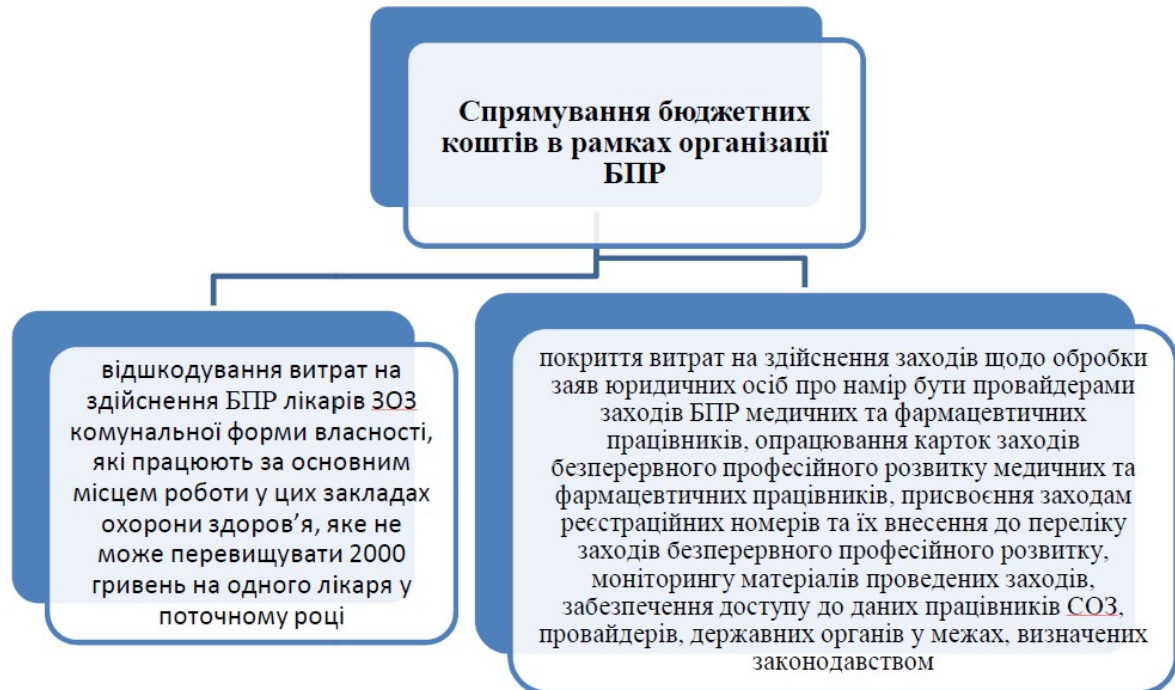 Спрямування бюджетних
коштів в рамках організації
БПР
відшкодування витрат на
здійснення БПР лікарів ЗОЗ
комунальної форми власності,
які працюють за основним
місцем роботи у цих закладах
охорони здоров’я, яке не
може перевищувати 2000
гривень на одного лікаря у
поточному році
покриття витрат на здійснення заходів щодо обробки
заяв юридичних осіб про намір бути провайдерами
заходів БПР медичних та фармацевтичних
працівників, опрацювання карток заходів
безперервного професійного розвитку медичних та
фармацевтичних працівників, присвоєння заходам
реєстраційних номерів та їх внесення до переліку
заходів безперервного професійного розвитку,
моніторингу матеріалів проведених заходів,
забезпечення доступу до даних працівників СОЗ,
провайдерів, державних органів у межах, визначених
законодавством